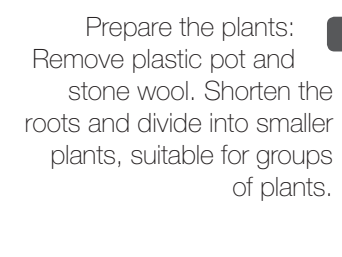 Prepare the plants:
Remove plastic pot and
stone wool. Shorten the
roots and divide into smaller
plants, suitable for groups
of plants.